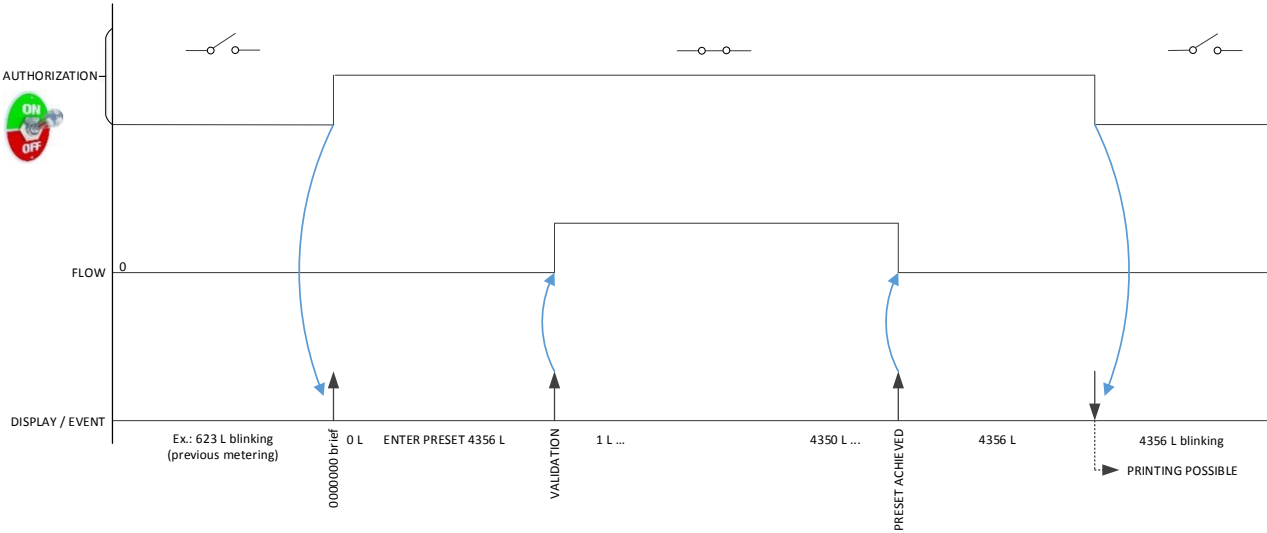 AUTHORIZATION
ON
OFF
FLOW
0
DISPLAY / EVENT
Ex.: 623 L blinking
(previous metering)
0000000 brief
0 L
ENTER PRESET 4356 L
VALIDATION
1 L ...
4350 L ...
PRESET ACHIEVED
4356 L
4356 L blinking
PRINTING POSSIBLE